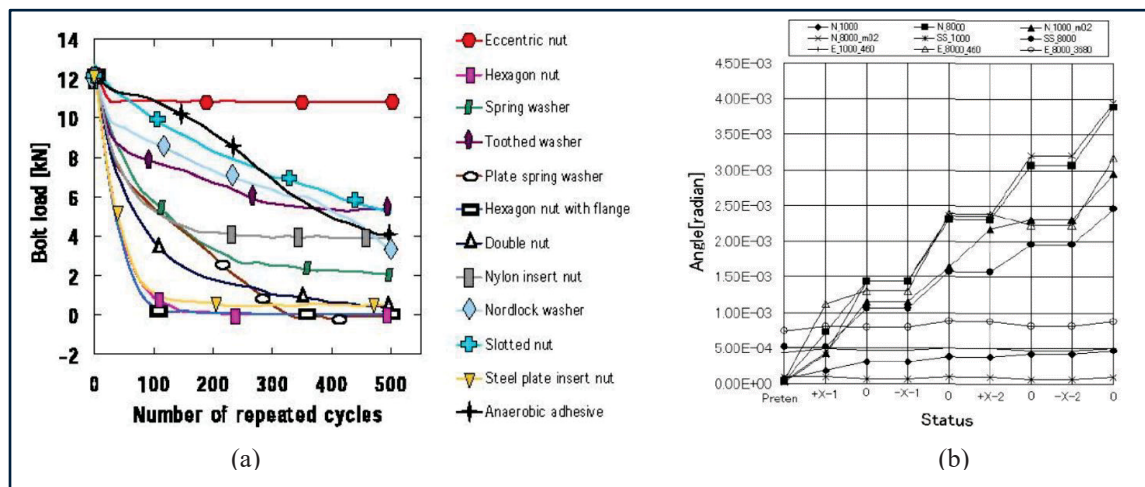 14
12
10
8
6
4
2
0
-2
Bolt load [kN]
0 100 200 300 400 500
Number of repeated cycles
Eccentric nut
Hexagon nut
Spring washer
Toothed washer
Plate spring washer
Hexagon nut with flange
Double nut
Nylon insert nut
Nordlock washer
Slotted nut
Steel plate insert nut
Anaerobic adhesive
(a)
N_1000 N_8000 N_1000_m02
N_8000_m02 SS_1000 SS_8000
E_1000_460 E_8000_460 E_8000_3580
4.50E-03
4.00E-03
3.50E-03
3.00E-03
2.50E-03
2.00E-03
1.50E-03
1.00E-03
5.00E-04
0.00E+00
Angle[radian]
Preten +X-1 0 -X-1 0 +X-2 0 -X-2 0
Status
(b)